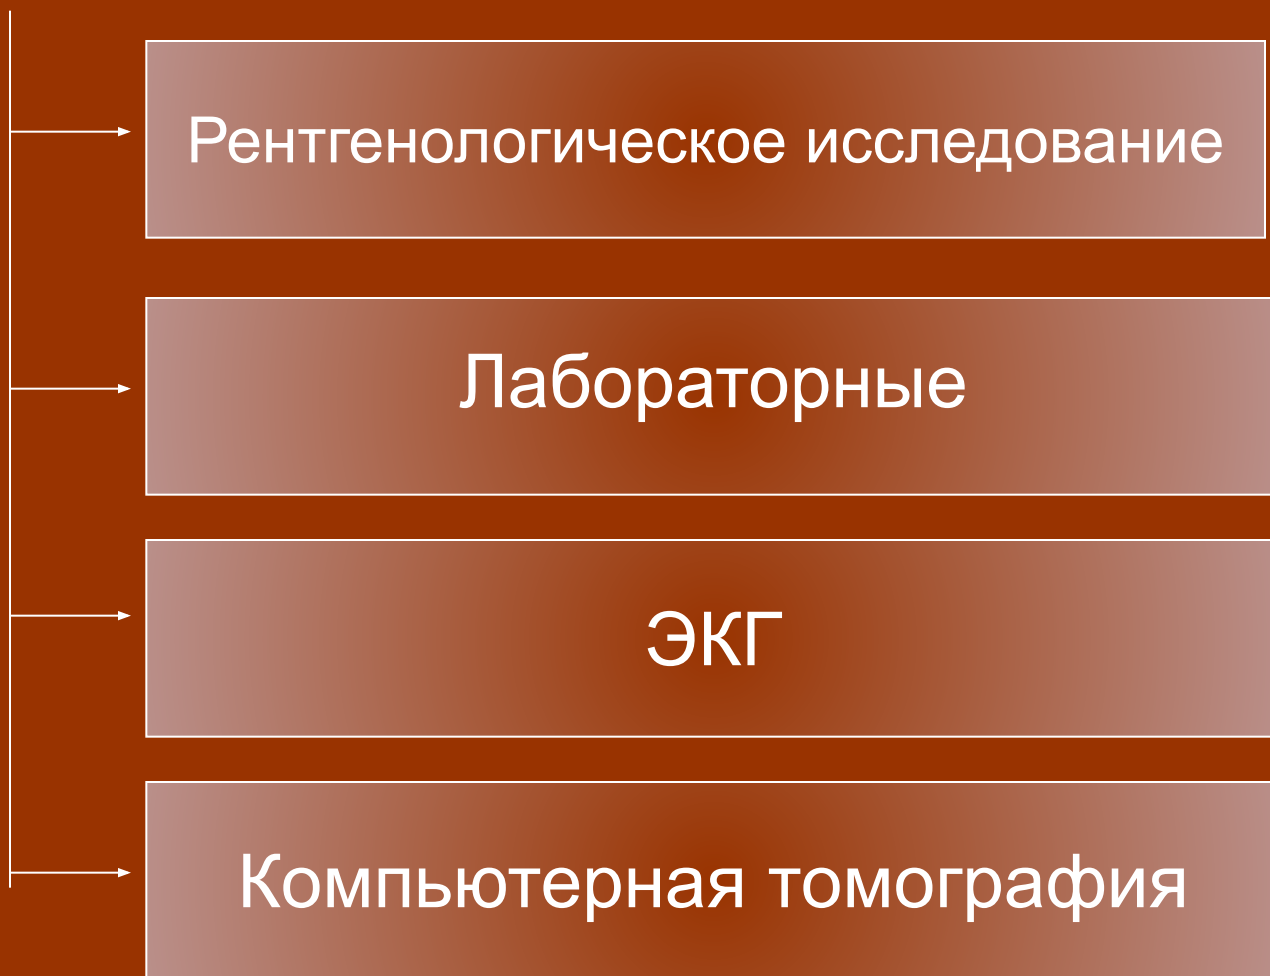 Рентгенологическое исследование
Лабораторные
ЭКГ
Компьютерная томография